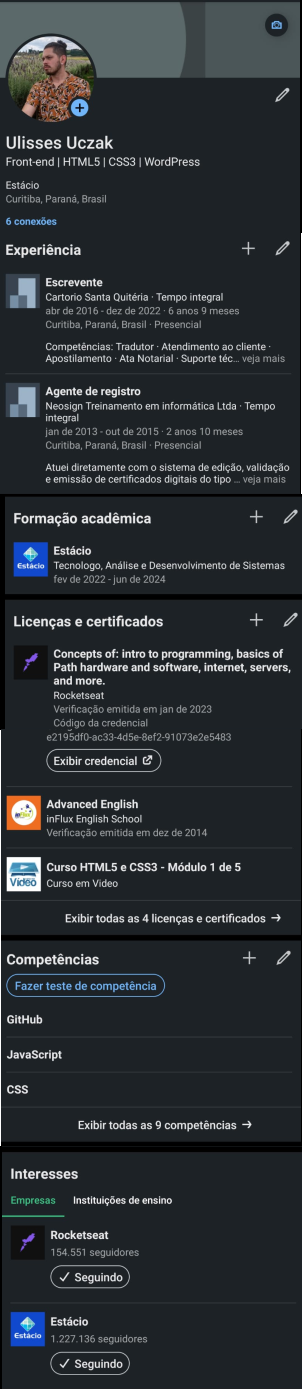 Ulisses Uczak
Front-end | HTML5 | CSS3 | WordPress
Estácio
Curitiba, Paraná, Brasil
6 conexões
Experiência
Escrevente
Cartorio Santa Quitéria · Tempo integral
abr de 2016 - dez de 2022 · 6 anos 9 meses
Curitiba, Paraná, Brasil · Presencial
Competências: Tradutor · Atendimento ao cliente ·
Apostilamento · Ata Notarial · Suporte téc... veja mais
Agente de registro
Neosign Treinamento em informática Ltda · Tempo
integral
jan de 2013 - out de 2015 · 2 anos 10 meses
Curitiba, Paraná, Brasil · Presencial
Atuei diretamente com o sistema de edição, validação
e emissão de certificados digitais do tipo ... veja mais
Formação acadêmica
Estácio
Estácio
Tecnologo, Análise e Desenvolvimento de Sistemas
fev de 2022 - jun de 2024
Licenças e certificados
Concepts of: intro to programming, basics of
Path hardware and software, internet, servers,
and more.
Rocketseat
Verificação emitida em jan de 2023
Código da credencial
e2195df0-ac33-4d5e-8ef2-91073e2e5483
Exibir credencial
inFlux
Advanced English
inFlux English School
Verificação emitida em dez de 2014
Curso em Vídeo
Curso HTML5 e CSS3 - Módulo 1 de 5
Curso em Video
Exibir todas as 4 licenças e certificados →
Competências
Fazer teste de competência
GitHub
JavaScript
CSS
Exibir todas as 9 competências →
Interesses
Empresas Instituições de ensino
Rocketseat
154.551 seguidores
✓ Seguindo
Estácio
Estácio
1.227.136 seguidores
✓ Seguindo